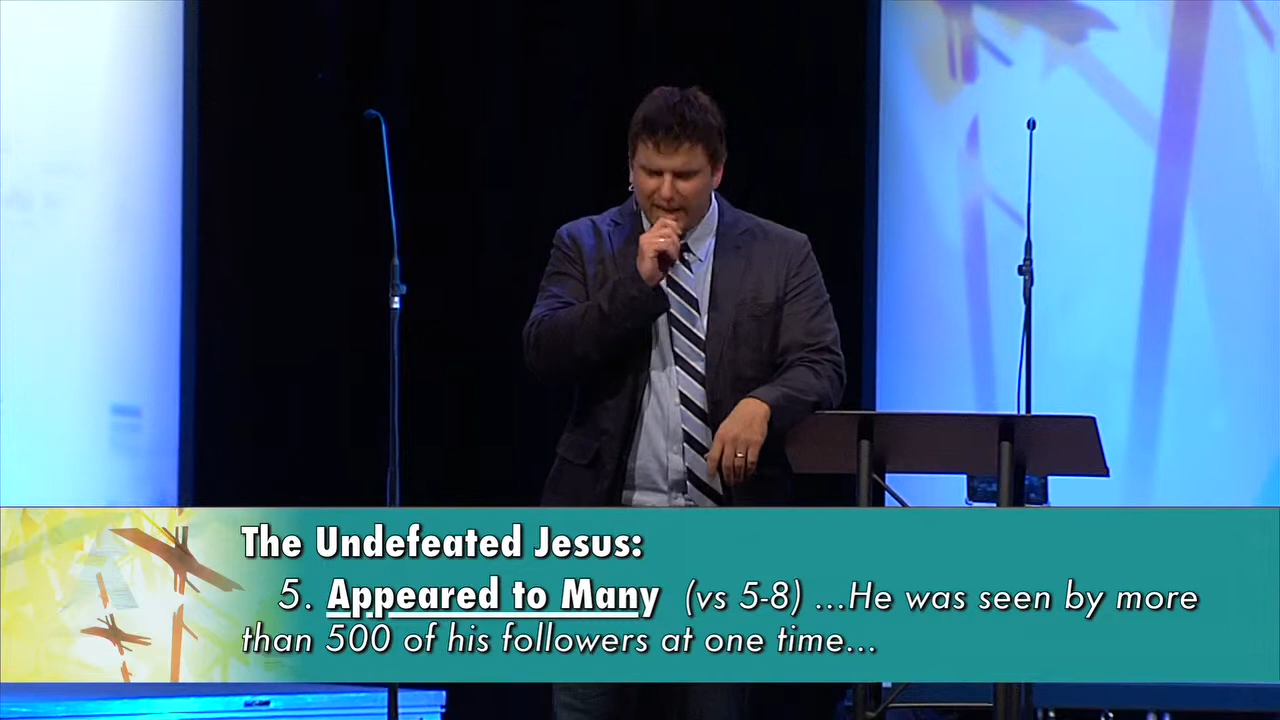 The Undefeated Jesus:
5. Appeared to Many (vs 5-8) ...He was seen by more
than 500 of his followers at one time...